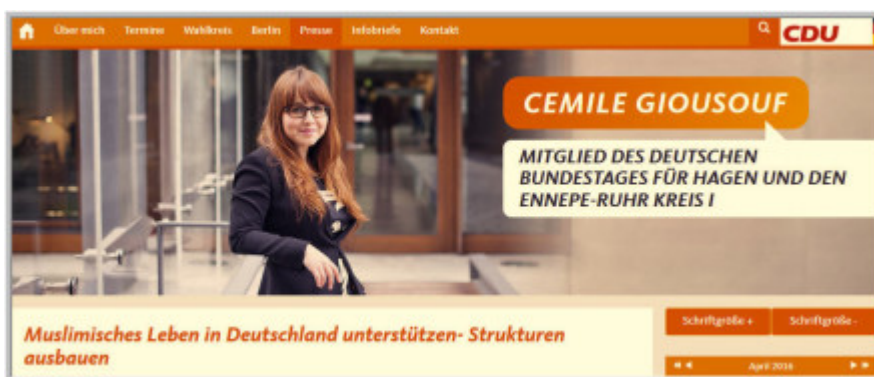 Über mich Termine Wahlkreis Berlin Presse Infobriefe Kontakt
CDU
CEMILE GIOUSOUF
MITGLIED DES DEUTSCHEN
BUNDESTAGES FÜR HAGEN UND DEN
ENNEPE-RUHR KREIS I
Muslimisches Leben in Deutschland unterstützen- Strukturen
ausbauen
Schriftgröße + Schriftgröße -
April 2016